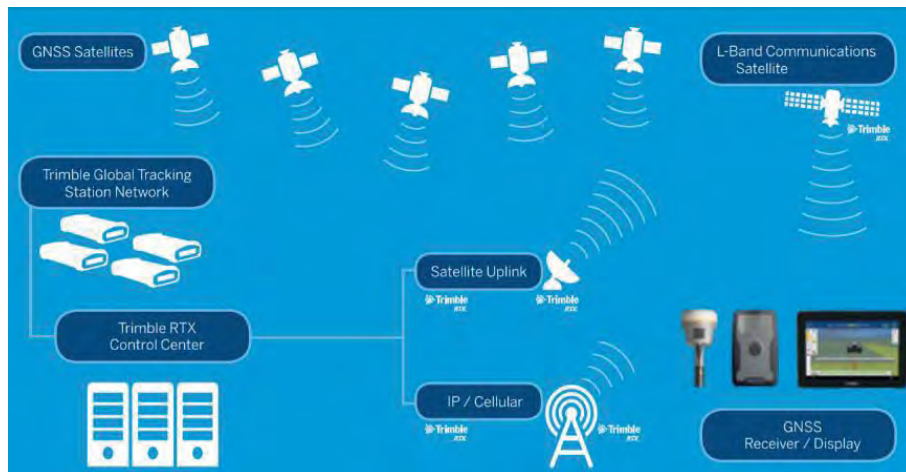 GNSS Satellites
L-Band Communications
Satellite
Trimble
RTX
Trimble Global Tracking
Station Network
Satellite Uplink
Trimble
RTX
Trimble
RTX
Trimble RTX
Control Center
IP / Cellular
Trimble
RTX
Trimble
RTX
GNSS
Receiver / Display